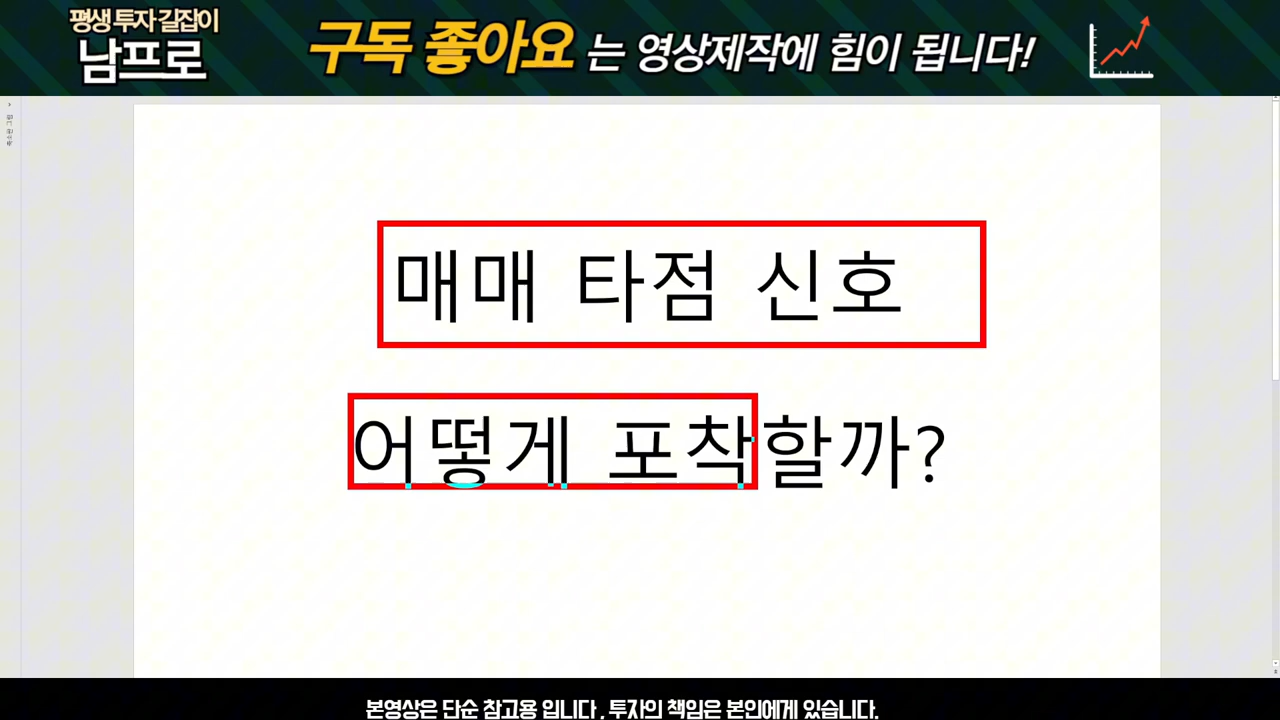 평생 투자 길잡이
남프로
구독 좋아요 는 영상제작에 힘이 됩니다!
매매 타점 신호
어떻게 포착할까?
본영상은 단순 참고용 입니다 , 투자의 책임은 본인에게 있습니다.